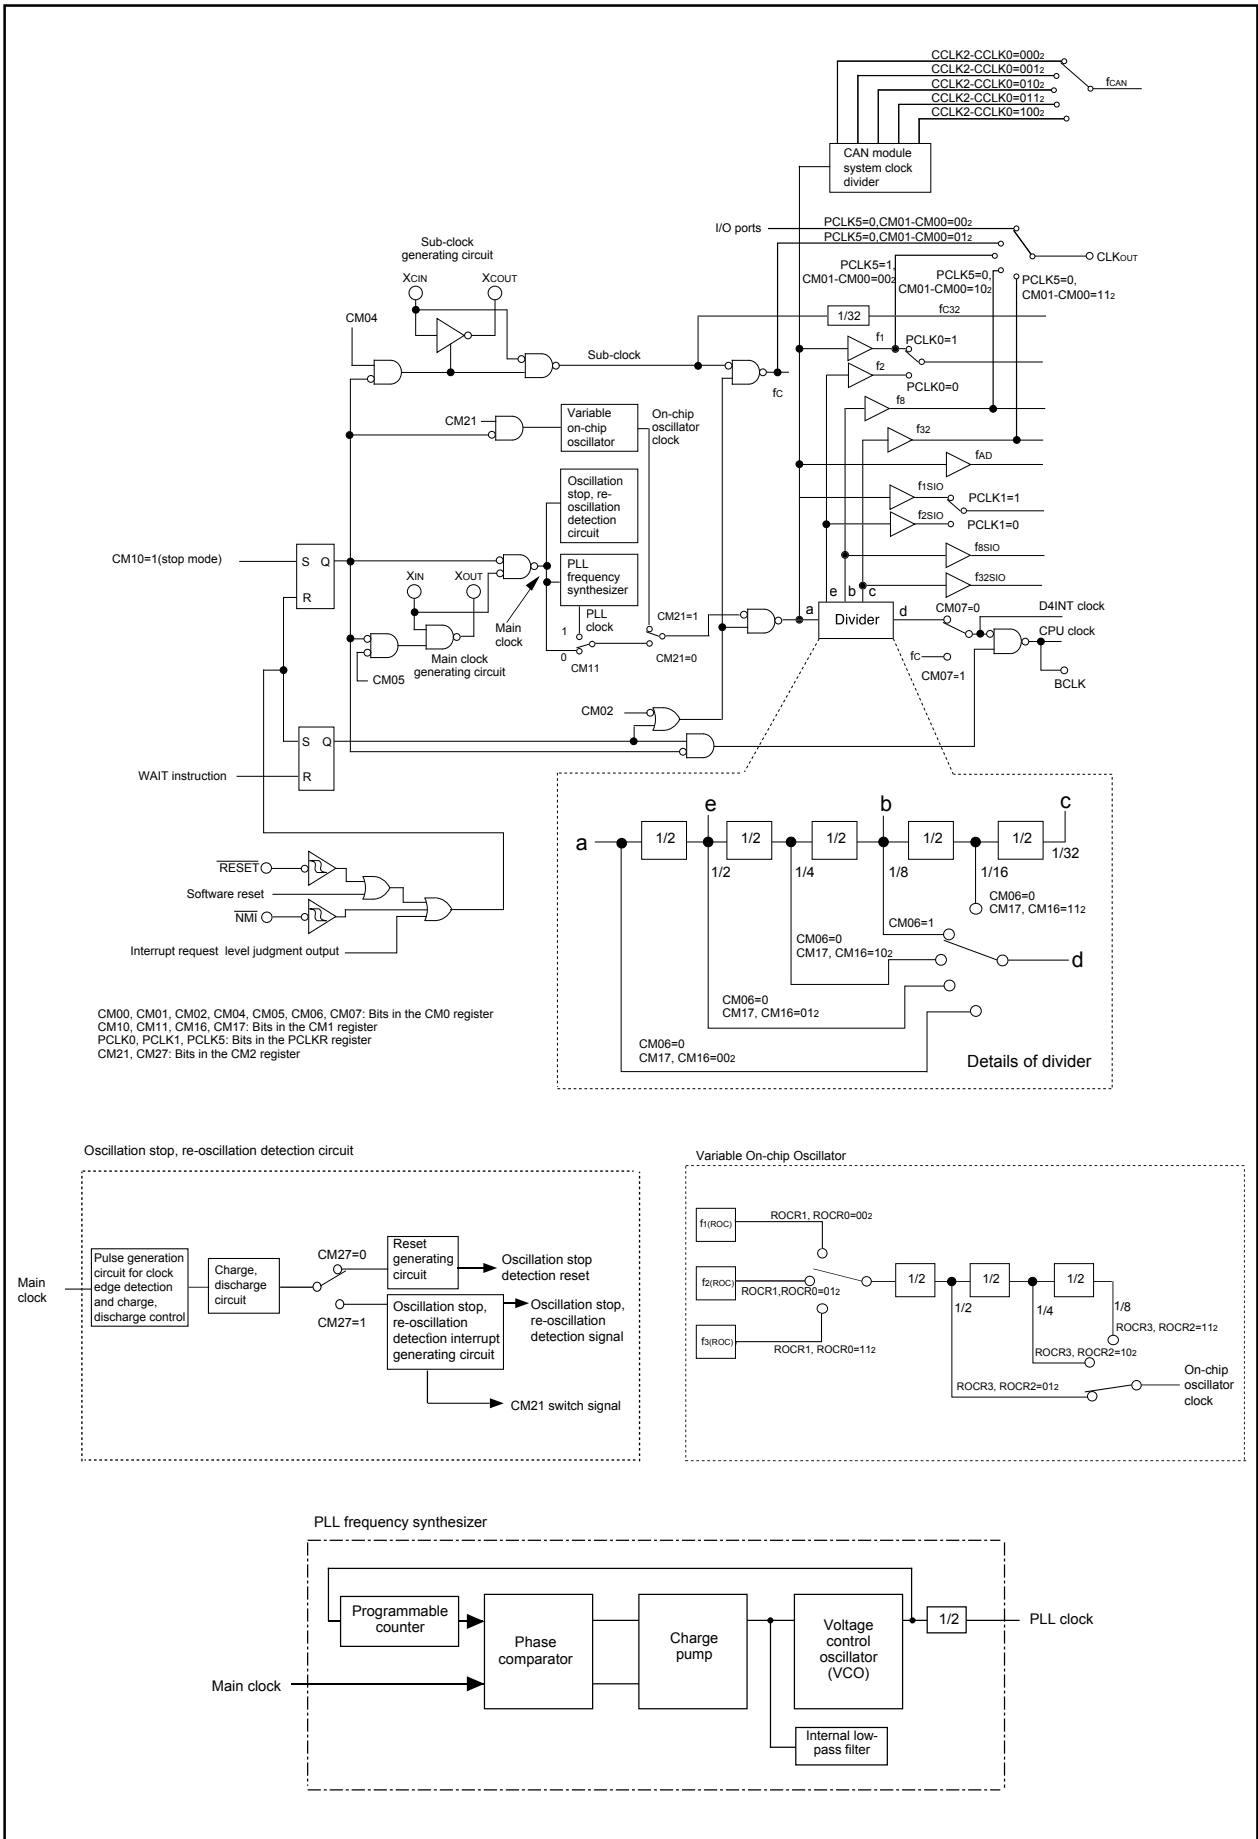 CCLK2-CCLK0=0002
CCLK2-CCLK0=0012
CCLK2-CCLK0=0102
CCLK2-CCLK0=0112
CCLK2-CCLK0=1002
fCAN
CAN module
system clock
divider
I/O ports
PCLK5=0,CM01-CM00=002
PCLK5=0,CM01-CM00=012
PCLK5=1,
CM01-CM00=002
PCLK5=0,
CM01-CM00=102
PCLK5=0,
CM01-CM00=112
CLKOUT
Sub-clock
generating circuit
XCIN
XCOUT
CM04
Sub-clock
1/32
fC32
f1
PCLK0=1
f2
PCLK0=0
fC
f8
f32
fAD
f1SIO
PCLK1=1
f2SIO
PCLK1=0
f8SIO
f32SIO
CM21
Variable
on-chip
oscillator
On-chip
oscillator
clock
Oscillation
stop, re-
oscillation
detection
circuit
CM10=1(stop mode)
S Q
R
XIN
XOUT
PLL
frequency
synthesizer
Main
clock
Main clock
generating circuit
CM05
1
PLL
clock
0
CM11
CM21=1
CM21=0
e b c
a
Divider
d
CM07=0
D4INT clock
CPU clock
fC
CM07=1
BCLK
CM02
S Q
R
WAIT instruction
RESET
Software reset
NMI
Interrupt request level judgment output
a
e
b
c
1/2
1/2
1/2
1/2
1/2
1/2
1/4
1/8
1/16
1/32
CM06=0
CM17, CM16=112
CM06=1
CM06=0
CM17, CM16=102
d
CM06=0
CM17, CM16=012
CM06=0
CM17, CM16=002
Details of divider
CM00, CM01, CM02, CM04, CM05, CM06, CM07: Bits in the CM0 register
CM10, CM11, CM16, CM17: Bits in the CM1 register
PCLK0, PCLK1, PCLK5: Bits in the PCLKR register
CM21, CM27: Bits in the CM2 register
Oscillation stop, re-oscillation detection circuit
Main
clock
Pulse generation
circuit for clock
edge detection
and charge,
discharge control
Charge,
discharge
circuit
CM27=0
CM27=1
Reset
generating
circuit
Oscillation stop
detection reset
Oscillation stop,
re-oscillation
detection interrupt
generating circuit
Oscillation stop,
re-oscillation
detection signal
CM21 switch signal
Variable On-chip Oscillator
f1(ROC)
ROCR1, ROCR0=002
f2(ROC)
ROCR1,ROCR0=012
f3(ROC)
ROCR1, ROCR0=112
1/2
1/2
1/2
1/2
1/4
1/8
ROCR3, ROCR2=112
ROCR3, ROCR2=102
ROCR3, ROCR2=012
On-chip
oscillator
clock
PLL frequency synthesizer
Programmable
counter
Phase
comparator
Charge
pump
Voltage
control
oscillator
(VCO)
1/2
PLL clock
Main clock
Internal low-
pass filter